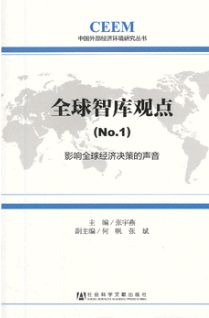 CEEM
中国外部经济环境研究丛书
全球智库观点
(No.1)
影响全球经济决策的声音
主 编/张宇燕
副主编/何 帆 张 斌
社会科学文献出版社